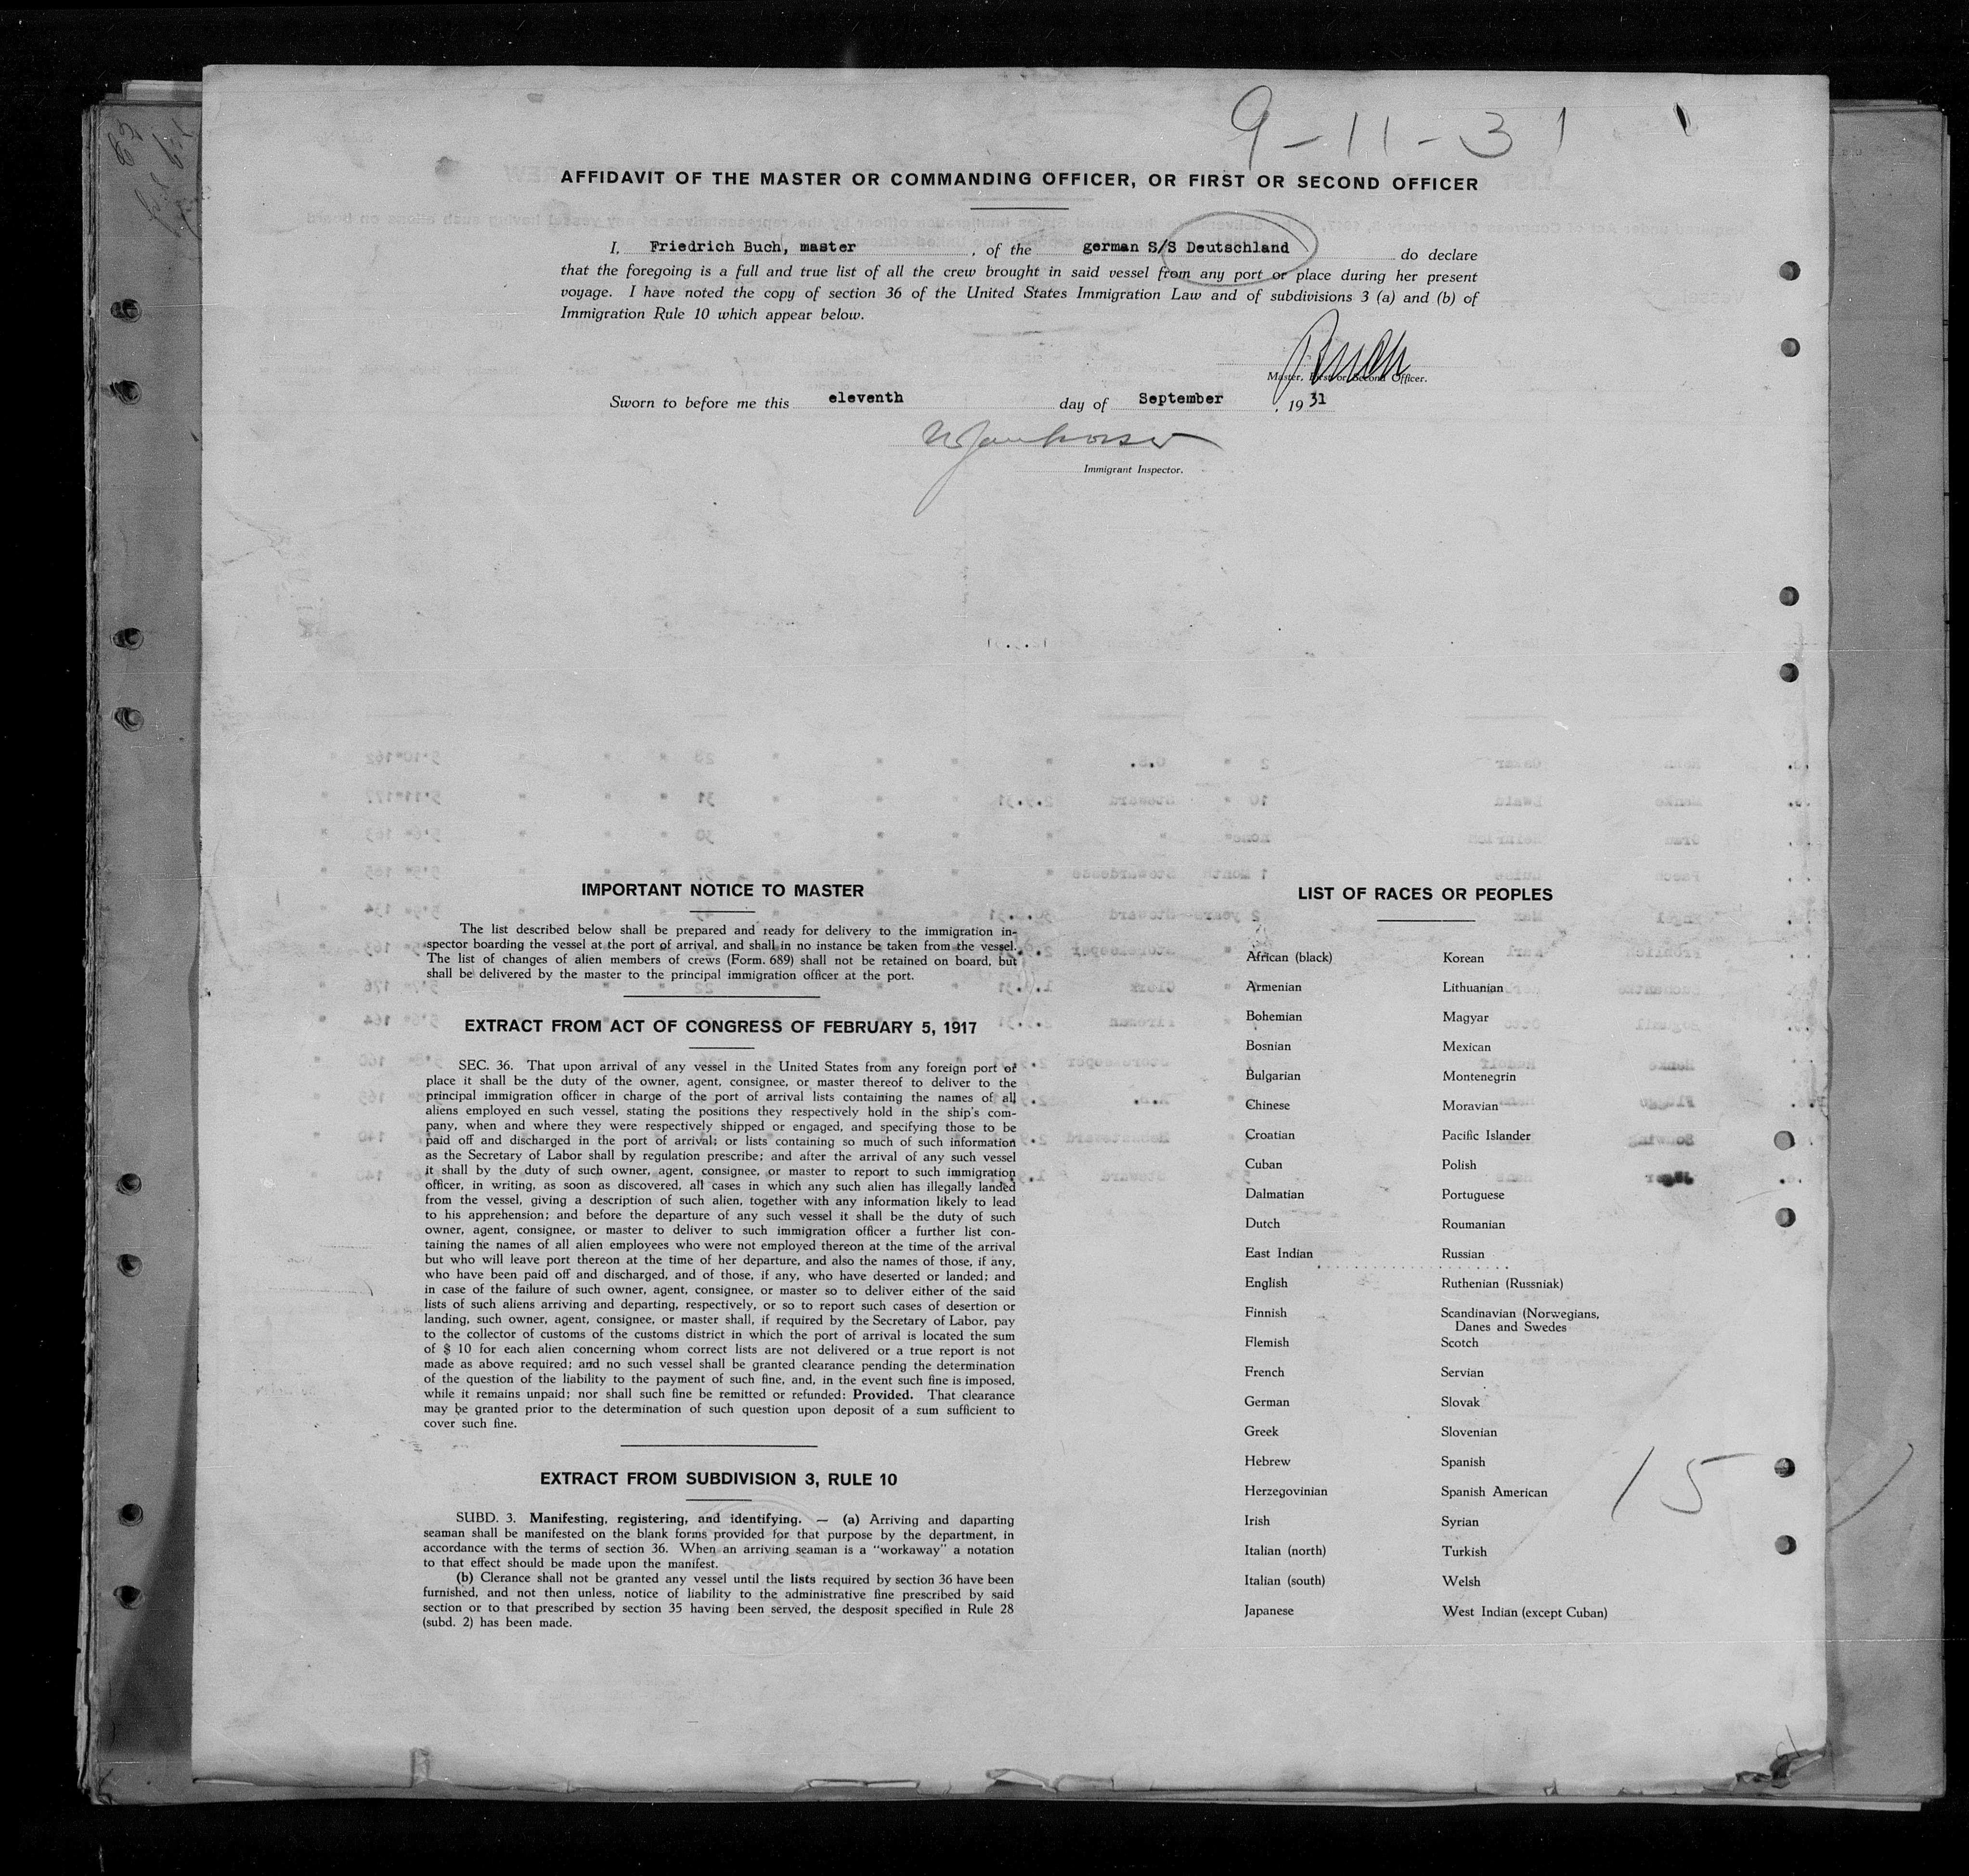 9-11-31
AFFIDAVIT OF THE MASTER OR COMMANDING OFFICER, OR FIRST OR SECOND OFFICER
I, Friedrich Buch, master, of the german S/S Deutschland do declare
that the foregoing is a full and true list of all the crew brought in said vessel from any port or place during her present
voyage. I have noted the copy of section 36 of the United States Immigration Law and of subdivisions 3 (a) and (b) of
Immigration Rule 10 which appear below.
Buch
Master, First or Second Officer.
Sworn to before me this eleventh day of September, 19 31
Immigrant Inspector.
IMPORTANT NOTICE TO MASTER
The list described below shall be prepared and ready for delivery to the immigration in-
spector boarding the vessel at the port of arrival, and shall in no instance be taken from the vessel.
The list of changes of alien members of crews (Form. 689) shall not be retained on board, but
shall be delivered by the master to the principal immigration officer at the port.
EXTRACT FROM ACT OF CONGRESS OF FEBRUARY 5, 1917
SEC. 36. That upon arrival of any vessel in the United States from any foreign port or
place it shall be the duty of the owner, agent, consignee, or master thereof to deliver to the
principal immigration officer in charge of the port of arrival lists containing the names of all
aliens employed en such vessel, stating the positions they respectively hold in the ship's com-
pany, when and where they were respectively shipped or engaged, and specifying those to be
paid off and discharged in the port of arrival; or lists containing so much of such information
as the Secretary of Labor shall by regulation prescribe; and after the arrival of any such vessel
it shall by the duty of such owner, agent, consignee, or master to report to such immigration
officer, in writing, as soon as discovered, all cases in which any such alien has illegally landed
from the vessel, giving a description of such alien, together with any information likely to lead
to his apprehension; and before the departure of any such vessel it shall be the duty of such
owner, agent, consignee, or master to deliver to such immigration officer a further list con-
taining the names of all alien employees who were not employed thereon at the time of the arrival
but who will leave port thereon at the time of her departure, and also the names of those, if any,
who have been paid off and discharged, and of those, if any, who have deserted or landed; and
in case of the failure of such owner, agent, consignee, or master so to deliver either of the said
lists of such aliens arriving and departing, respectively, or so to report such cases of desertion or
landing, such owner, agent, consignee, or master shall, if required by the Secretary of Labor, pay
to the collector of customs of the customs district in which the port of arrival is located the sum
of $ 10 for each alien concerning whom correct lists are not delivered or a true report is not
made as above required; and no such vessel shall be granted clearance pending the determination
of the question of the liability to the payment of such fine, and, in the event such fine is imposed,
while it remains unpaid; nor shall such fine be remitted or refunded: Provided. That clearance
may be granted prior to the determination of such question upon deposit of a sum sufficient to
cover such fine.
EXTRACT FROM SUBDIVISION 3, RULE 10
SUBD. 3. Manifesting, registering, and identifying. — (a) Arriving and daparting
seaman shall be manifested on the blank forms provided for that purpose by the department, in
accordance with the terms of section 36. When an arriving seaman is a "workaway" a notation
to that effect should be made upon the manifest.
(b) Clerance shall not be granted any vessel until the lists required by section 36 have been
furnished, and not then unless, notice of liability to the administrative fine prescribed by said
section or to that prescribed by section 35 having been served, the desposit specified in Rule 28
(subd. 2) has been made.
LIST OF RACES OR PEOPLES
African (black) Korean
Armenian Lithuanian
Bohemian Magyar
Bosnian Mexican
Bulgarian Montenegrin
Chinese Moravian
Croatian Pacific Islander
Cuban Polish
Dalmatian Portuguese
Dutch Roumanian
East Indian Russian
English Ruthenian (Russniak)
Finnish Scandinavian (Norwegians,
Danes and Swedes
Flemish Scotch
French Servian
German Slovak
Greek Slovenian
Hebrew Spanish
Herzegovinian Spanish American
Irish Syrian
Italian (north) Turkish
Italian (south) Welsh
Japanese West Indian (except Cuban)
15